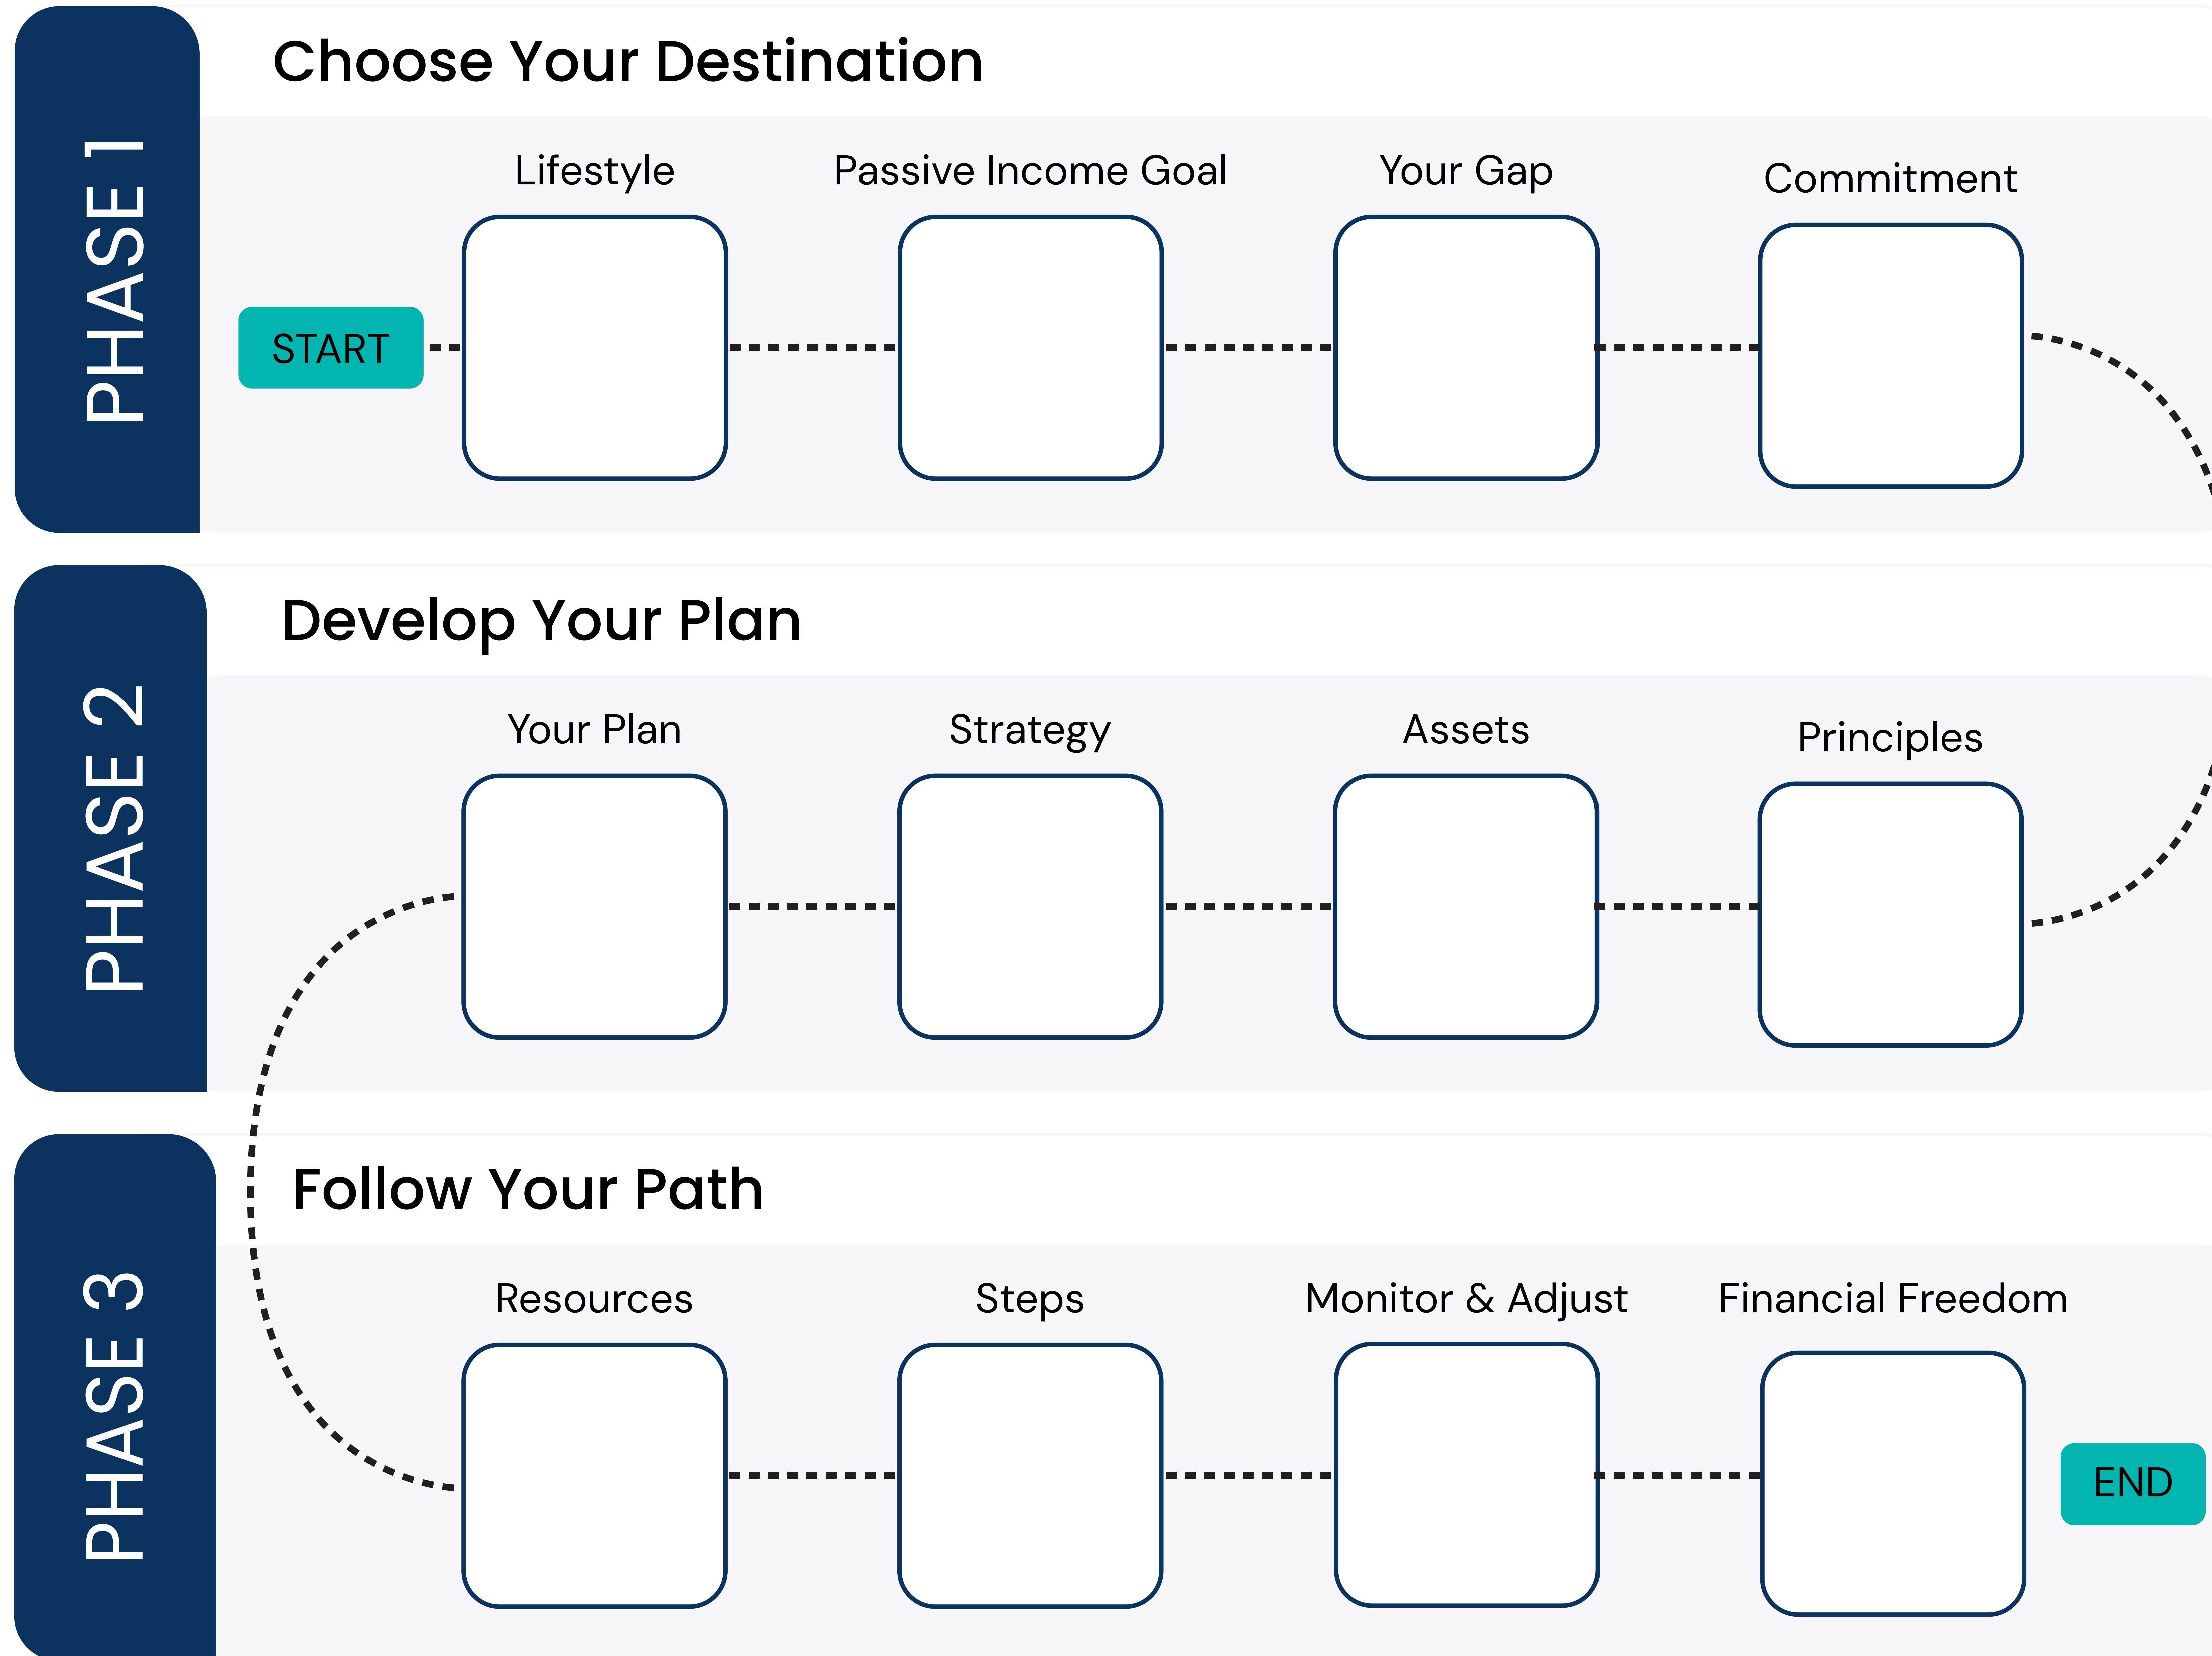 PHASE 1
Choose Your Destination
Lifestyle
Passive Income Goal
Your Gap
Commitment
START
PHASE 2
Develop Your Plan
Your Plan
Strategy
Assets
Principles
PHASE 3
Follow Your Path
Resources
Steps
Monitor & Adjust
Financial Freedom
END